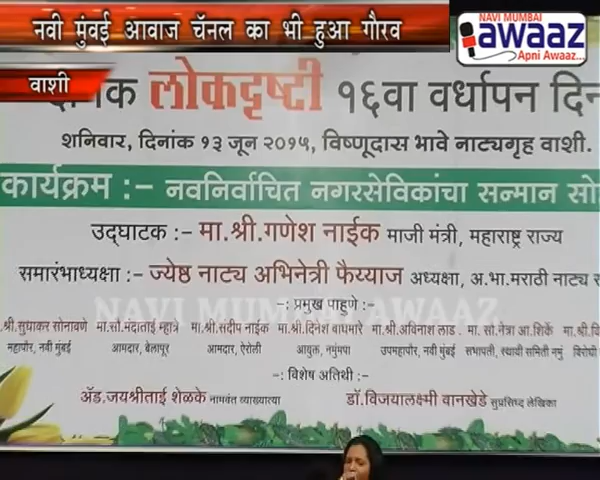 नवी मुंबई आवाज चॅनल का भी हुआ गौरव
NAVI MUMBAI
awaaz
Apni Awaaz...
वाशी
लोकदृष्टी १६वा वर्धापन दिन
शनिवार, दिनांक १३ जून २०१५, विष्णूदास भावे नाट्यगृह वाशी.
कार्यक्रम :- नवनिर्वाचित नगरसेविकांचा सन्मान
उद्घाटक :- मा.श्री.गणेश नाईक माजी मंत्री, महाराष्ट्र राज्य
समारंभाध्यक्षा :- ज्येष्ठ नाट्य अभिनेत्री फैय्याज अध्यक्षा, अ.भा.मराठी नाट्य
NAVI MUMBAI AWAAZ
-: प्रमुख पाहुणे :-
.श्री.सुधाकर सोनावणे मा.सौ.मंदाताई म्हात्रे मा.श्री.संदीप नाईक मा.श्री.दिनेश वाघमारे मा.श्री.अविनाश लाड . मा. सौ.नेत्रा आ.शिर्के मा.श्री.
महापौर, नवी मुंबई आमदार, बेलापूर आमदार, ऐरोली आयुक्त, नमुंमपा उपमहापौर, नवी मुंबई सभापती, स्थायी समिती नमुं विरोधी
-: विशेष अतिथी :-
ॲड.जयश्रीताई शेळके नामवंत व्याख्यात्या डॉ.विजयालक्ष्मी वानखेडे सुप्रसिध्द लेखिका